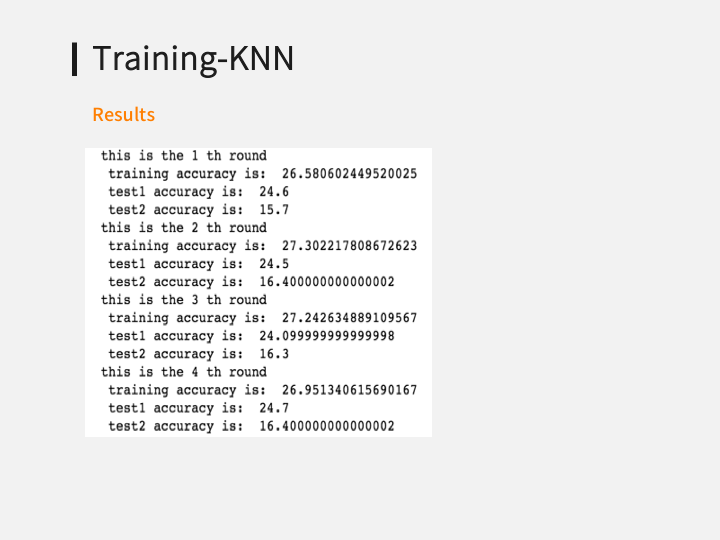 Training-KNN
Results
this is the 1 th round
training accuracy is:  26.580602449520025
test1 accuracy is:  24.6
test2 accuracy is:  15.7
this is the 2 th round
training accuracy is:  27.302217808672623
test1 accuracy is:  24.5
test2 accuracy is:  16.400000000000002
this is the 3 th round
training accuracy is:  27.242634889109567
test1 accuracy is:  24.099999999999998
test2 accuracy is:  16.3
this is the 4 th round
training accuracy is:  26.951340615690167
test1 accuracy is:  24.7
test2 accuracy is:  16.400000000000002